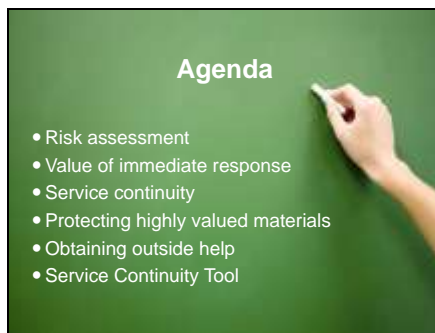 Agenda
• Risk assessment
• Value of immediate response
• Service continuity
• Protecting highly valued materials
• Obtaining outside help
• Service Continuity Tool